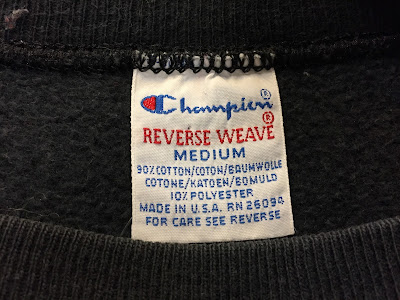 Champion®
REVERSE WEAVE®
MEDIUM
90% COTTON/COTON/BAUMWOLLE
COTONE/KATOEN/BOMULD
10% POLYESTER
MADE IN U.S.A. RN 26094
FOR CARE SEE REVERSE